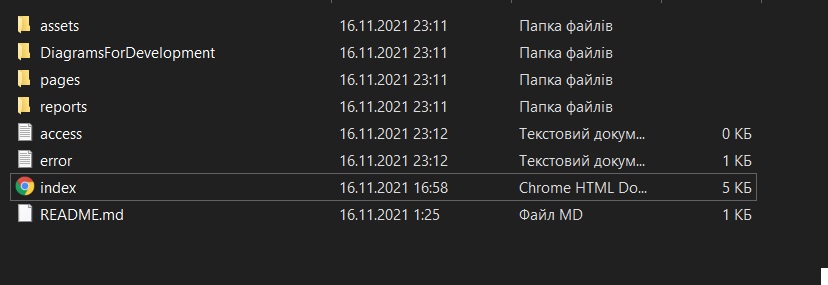 assets 16.11.2021 23:11 Папка файлів
DiagramsForDevelopment 16.11.2021 23:11 Папка файлів
pages 16.11.2021 23:11 Папка файлів
reports 16.11.2021 23:11 Папка файлів
access 16.11.2021 23:12 Текстовий докум... 0 КБ
error 16.11.2021 23:12 Текстовий докум... 1 КБ
index 16.11.2021 16:58 Chrome HTML Do... 5 КБ
README.md 16.11.2021 1:25 Файл MD 1 КБ